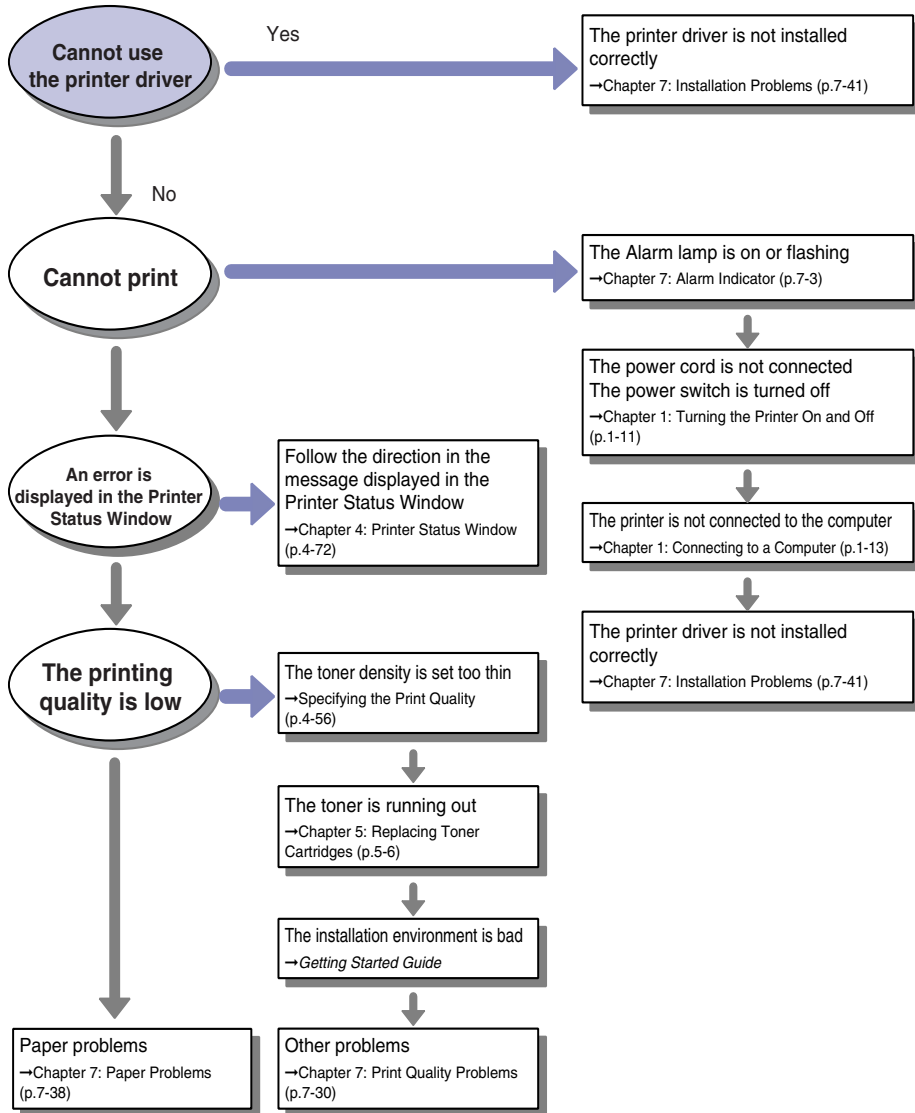 Cannot use
the printer driver
Yes
The printer driver is not installed
correctly
→Chapter 7: Installation Problems (p.7-41)
No
Cannot print
The Alarm lamp is on or flashing
→Chapter 7: Alarm Indicator (p.7-3)
The power cord is not connected
The power switch is turned off
→Chapter 1: Turning the Printer On and Off
(p.1-11)
An error is
displayed in the Printer
Status Window
Follow the direction in the
message displayed in the
Printer Status Window
→Chapter 4: Printer Status Window
(p.4-72)
The printer is not connected to the computer
→Chapter 1: Connecting to a Computer (p.1-13)
The printer driver is not installed
correctly
→Chapter 7: Installation Problems (p.7-41)
The printing
quality is low
The toner density is set too thin
→Specifying the Print Quality
(p.4-56)
The toner is running out
→Chapter 5: Replacing Toner
Cartridges (p.5-6)
The installation environment is bad
→Getting Started Guide
Paper problems
→Chapter 7: Paper Problems
(p.7-38)
Other problems
→Chapter 7: Print Quality Problems
(p.7-30)